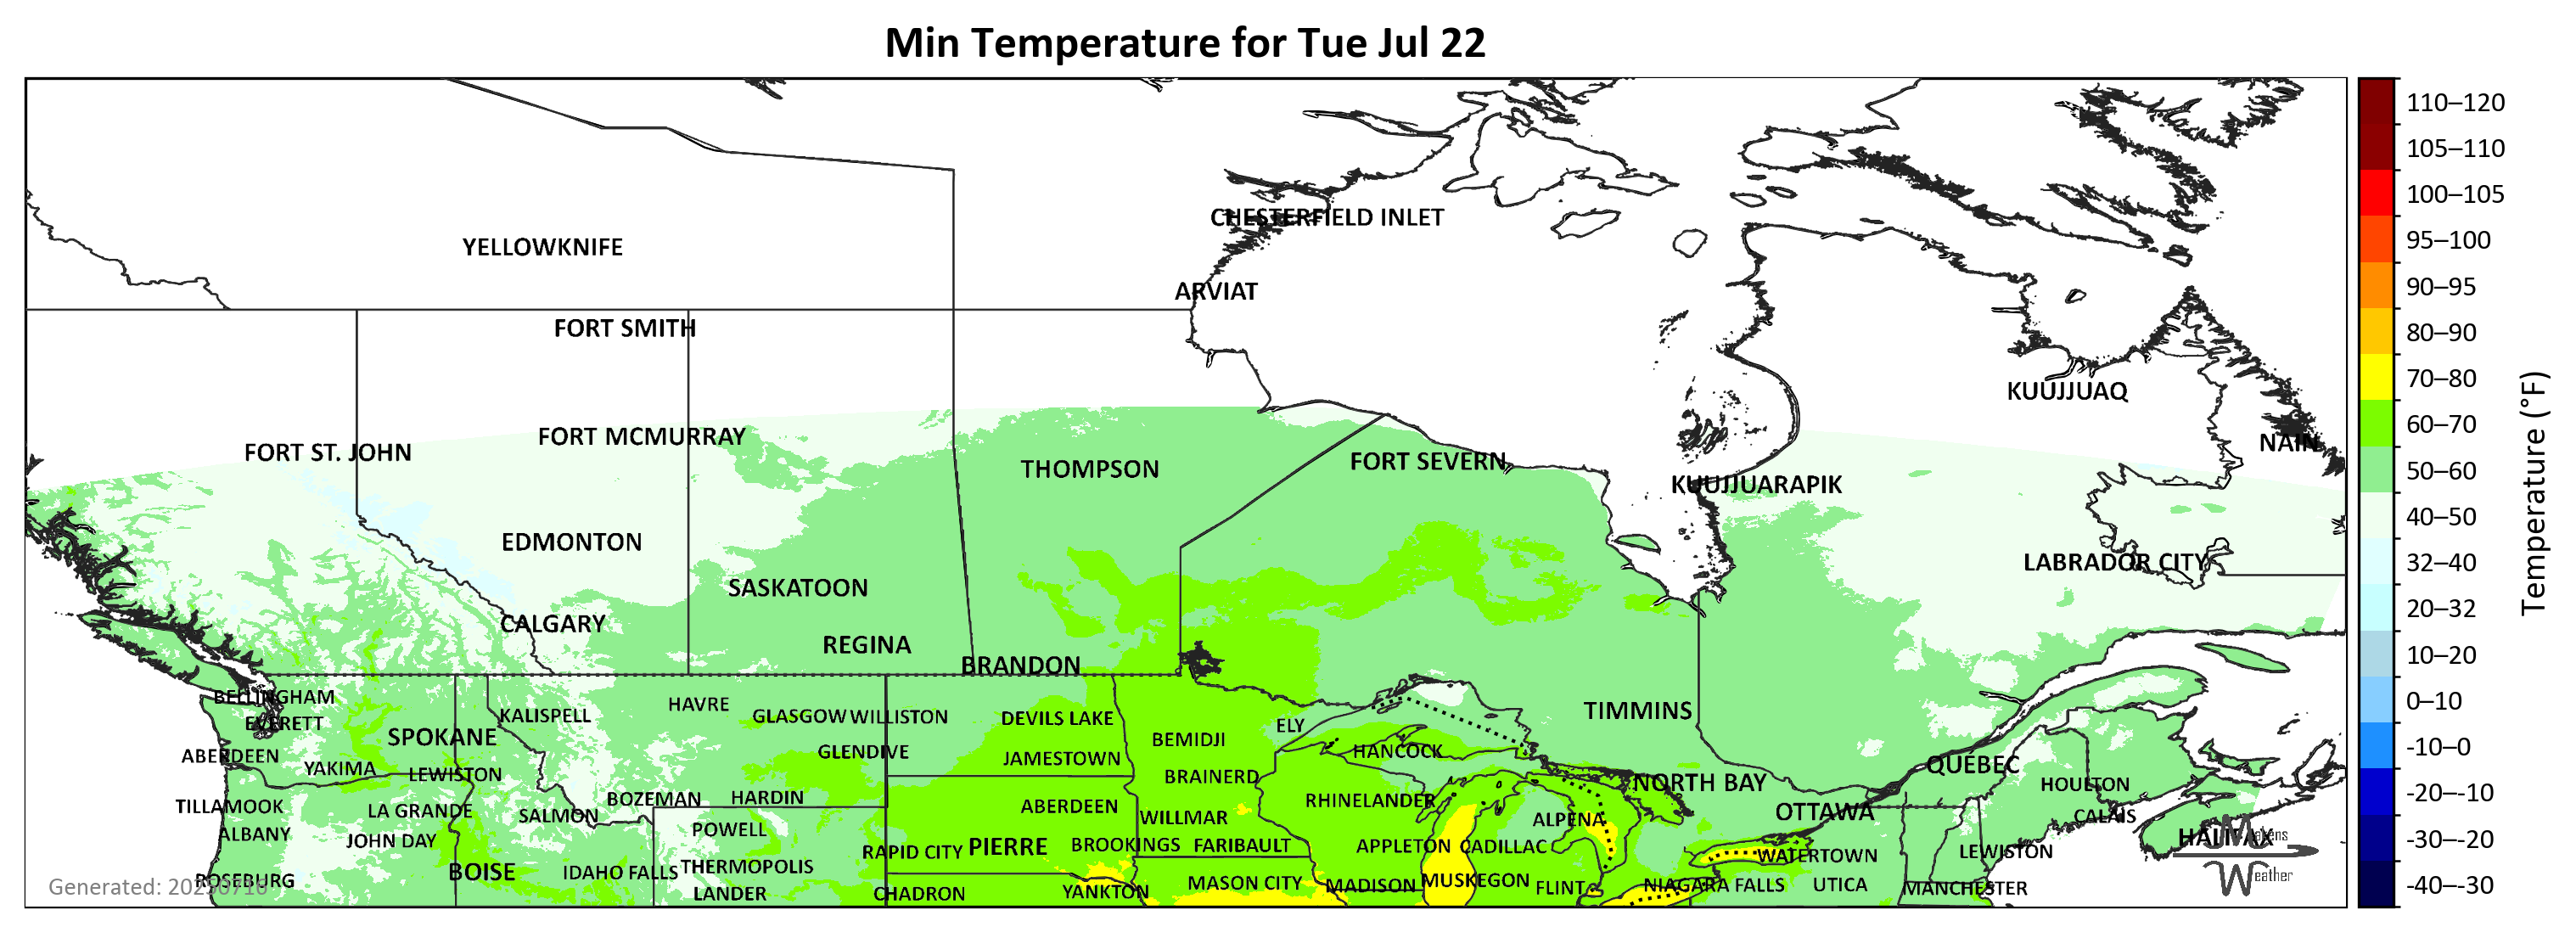 Min Temperature for Tue Jul 22
110–120
105–110
100–105
95–100
90–95
80–90
70–80
60–70
50–60
40–50
32–40
20–32
10–20
0–10
-10–0
-20–-10
-30–-20
-40–-30
Temperature (°F)
CHESTERFIELD INLET
YELLOWKNIFE
ARVIAT
FORT SMITH
KUUJJUAQ
FORT MCMURRAY
NAIN
FORT ST. JOHN
THOMPSON
FORT SEVERN
KUUJJUARAPIK
EDMONTON
LABRADOR CITY
SASKATOON
CALGARY
REGINA
BRANDON
BELLINGHAM
HAVRE
TIMMINS
KALISPELL
GLASGOW
WILLISTON
DEVILS LAKE
EVERETT
ELY
SPOKANE
BEMIDJI
ABERDEEN
GLENDIVE
JAMESTOWN
HANCOCK
QUÉBEC
YAKIMA
LEWISTON
BRAINERD
NORTH BAY
HOULTON
TILLAMOOK
LA GRANDE
SALMON
BOZEMAN
HARDIN
ABERDEEN
WILLMAR
RHINELANDER
ALPENA
OTTAWA
CALAIS
ALBANY
JOHN DAY
POWELL
RAPID CITY
PIERRE
BROOKINGS
FARIBAULT
APPLETON
CADILLAC
WATERTOWN
LEWISTON
HALIFAX
Makens
Weather
ROSEBURG
BOISE
IDAHO FALLS
THERMOPOLIS
LANDER
CHADRON
YANKTON
MASON CITY
MADISON
MUSKEGON
FLINT
NIAGARA FALLS
UTICA
MANCHESTER
Generated: 20250716